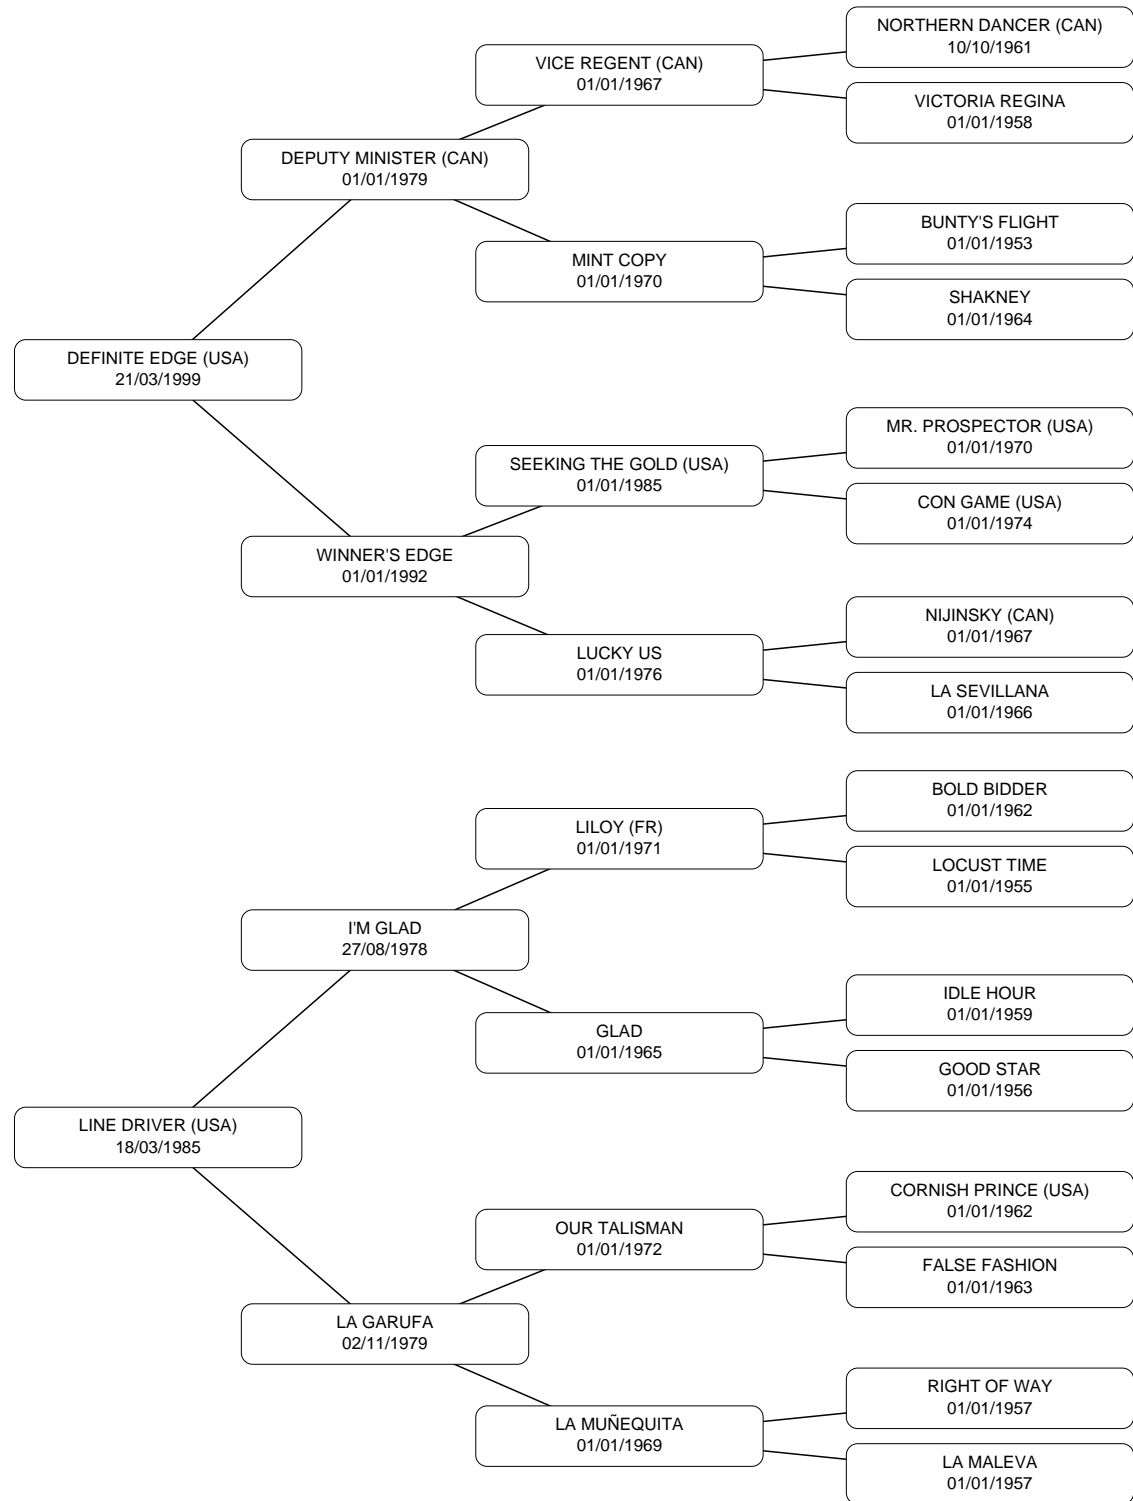 NORTHERN DANCER (CAN)
10/10/1961
VICE REGENT (CAN)
01/01/1967
VICTORIA REGINA
01/01/1958
DEPUTY MINISTER (CAN)
01/01/1979
BUNTY'S FLIGHT
01/01/1953
MINT COPY
01/01/1970
SHAKNEY
01/01/1964
DEFINITE EDGE (USA)
21/03/1999
MR. PROSPECTOR (USA)
01/01/1970
SEEKING THE GOLD (USA)
01/01/1985
CON GAME (USA)
01/01/1974
WINNER'S EDGE
01/01/1992
NIJINSKY (CAN)
01/01/1967
LUCKY US
01/01/1976
LA SEVILLANA
01/01/1966
BOLD BIDDER
01/01/1962
LILOY (FR)
01/01/1971
LOCUST TIME
01/01/1955
I'M GLAD
27/08/1978
IDLE HOUR
01/01/1959
GLAD
01/01/1965
GOOD STAR
01/01/1956
LINE DRIVER (USA)
18/03/1985
CORNISH PRINCE (USA)
01/01/1962
OUR TALISMAN
01/01/1972
FALSE FASHION
01/01/1963
LA GARUFA
02/11/1979
RIGHT OF WAY
01/01/1957
LA MUÑEQUITA
01/01/1969
LA MALEVA
01/01/1957